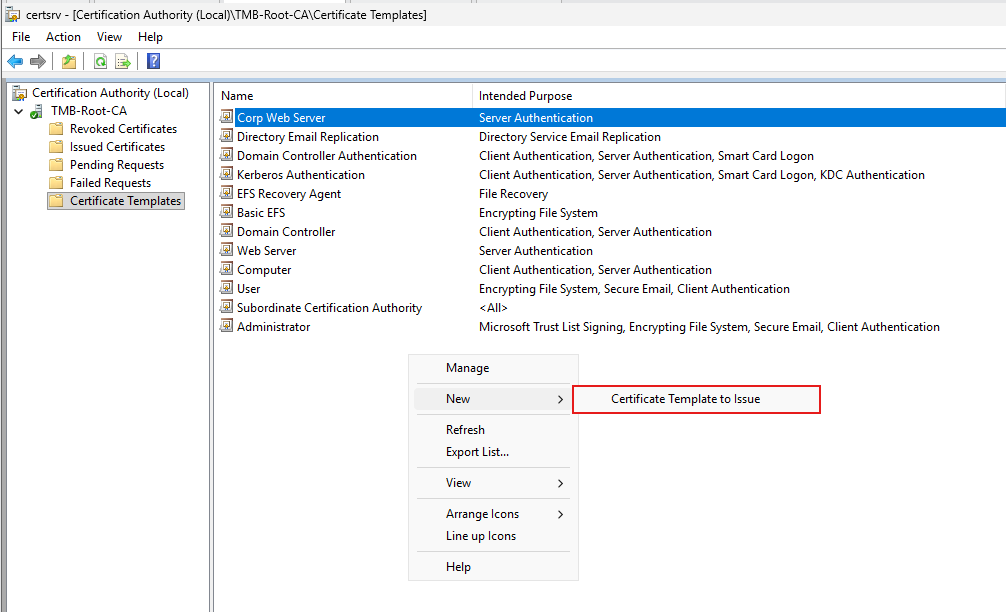 certsrv - [Certification Authority (Local)\TMB-Root-CA\Certificate Templates]
File Action View Help
Certification Authority (Local)
TMB-Root-CA
Revoked Certificates
Issued Certificates
Pending Requests
Failed Requests
Certificate Templates
Name Intended Purpose
Corp Web Server Server Authentication
Directory Email Replication Directory Service Email Replication
Domain Controller Authentication Client Authentication, Server Authentication, Smart Card Logon
Kerberos Authentication Client Authentication, Server Authentication, Smart Card Logon, KDC Authentication
EFS Recovery Agent File Recovery
Basic EFS Encrypting File System
Domain Controller Client Authentication, Server Authentication
Web Server Server Authentication
Computer Client Authentication, Server Authentication
User Encrypting File System, Secure Email, Client Authentication
Subordinate Certification Authority <All>
Administrator Microsoft Trust List Signing, Encrypting File System, Secure Email, Client Authentication
Manage
New Certificate Template to Issue
Refresh
Export List...
View
Arrange Icons
Line up Icons
Help